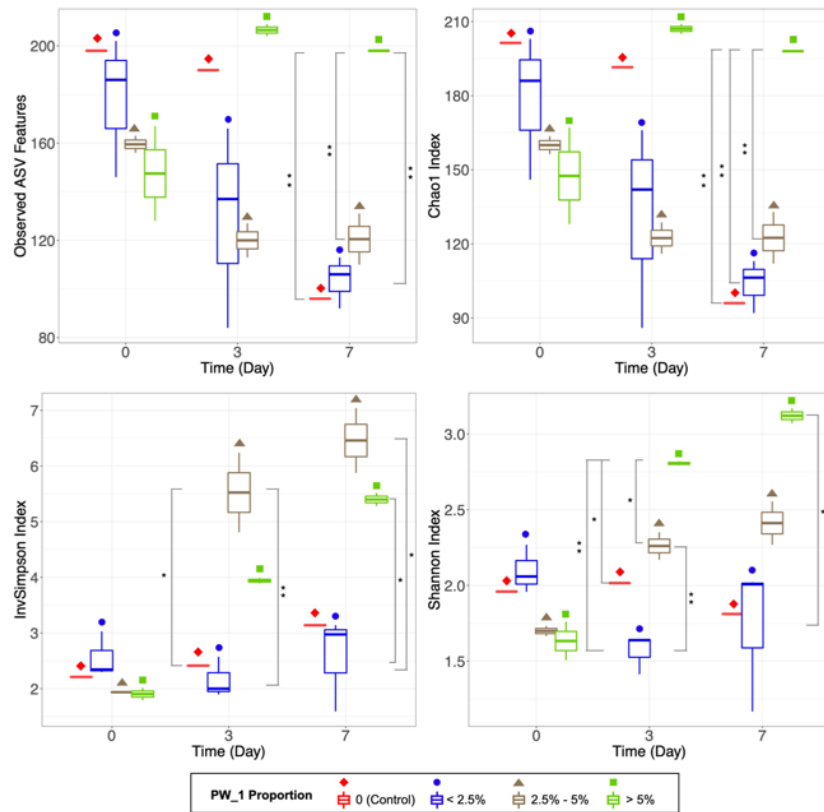 Observed ASV Features
200
160
120
80
0 3 7
Time (Day)
** ** **
Chao1 Index
210
180
150
120
90
0 3 7
Time (Day)
** ** **
InvSimpson Index
7
6
5
4
3
2
0 3 7
Time (Day)
* ** * *
Shannon Index
3.0
2.5
2.0
1.5
0 3 7
Time (Day)
** * * ** *
PW_1 Proportion 0 (Control) < 2.5% 2.5% - 5% > 5%